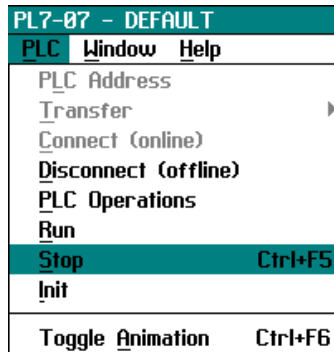 PL7-07 - DEFAULT
PLC Window Help
PLC Address
Transfer
Connect (online)
Disconnect (offline)
PLC Operations
Run
Stop Ctrl+F5
Init
Toggle Animation Ctrl+F6